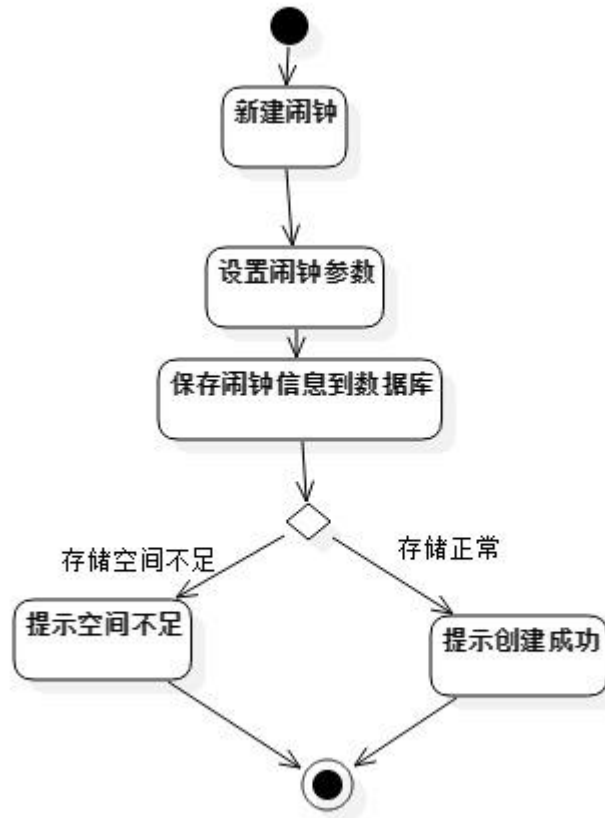 新建闹钟
设置闹钟参数
保存闹钟信息到数据库
存储空间不足
存储正常
提示空间不足
提示创建成功